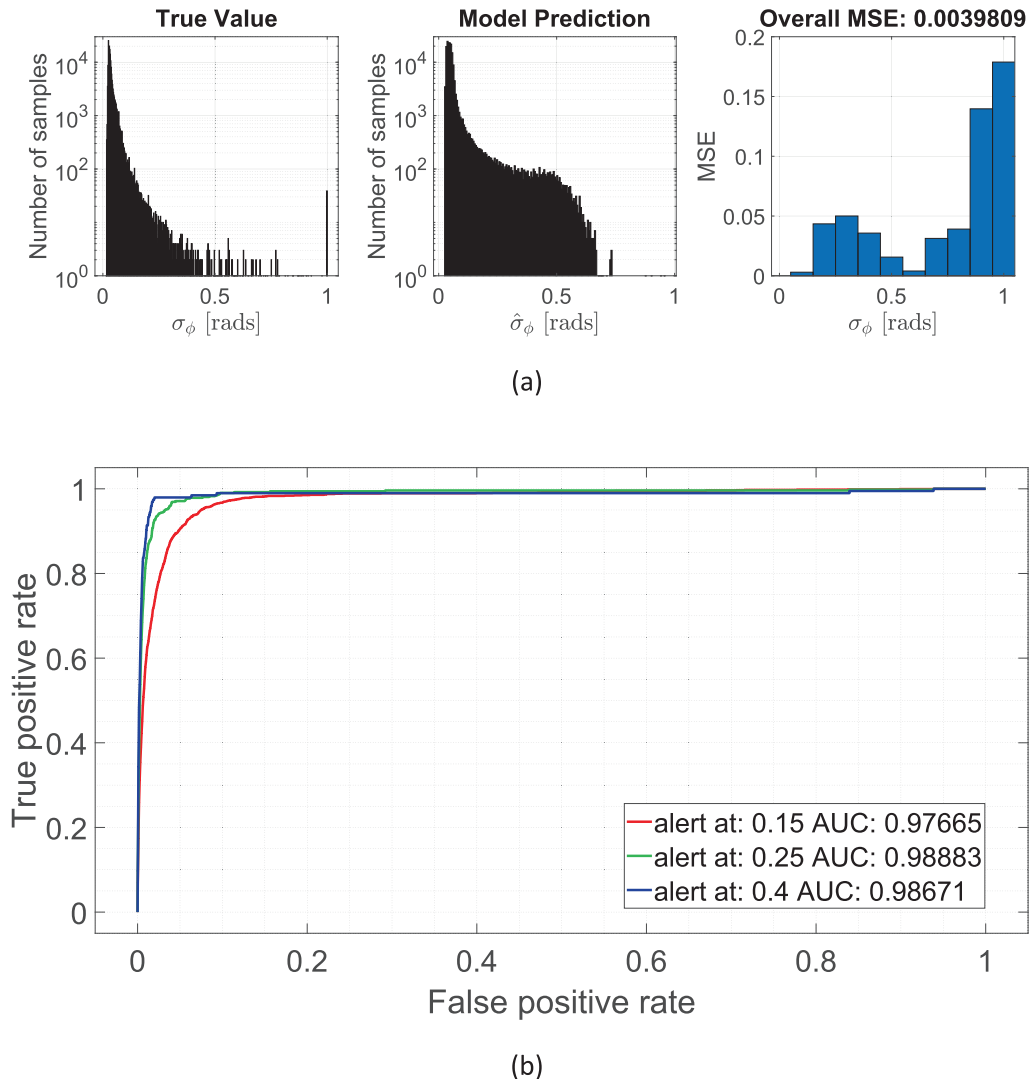 True Value
Number of samples
10^4
10^3
10^2
10^1
10^0
0 0.5 1
σ_ϕ [rads]
Model Prediction
Number of samples
10^4
10^3
10^2
10^1
10^0
0 0.5 1
σ̂_ϕ [rads]
Overall MSE: 0.0039809
MSE
0.2
0.15
0.1
0.05
0
0 0.5 1
σ_ϕ [rads]
(a)
True positive rate
1
0.8
0.6
0.4
0.2
0
alert at: 0.15 AUC: 0.97665
alert at: 0.25 AUC: 0.98883
alert at: 0.4 AUC: 0.98671
0 0.2 0.4 0.6 0.8 1
False positive rate
(b)